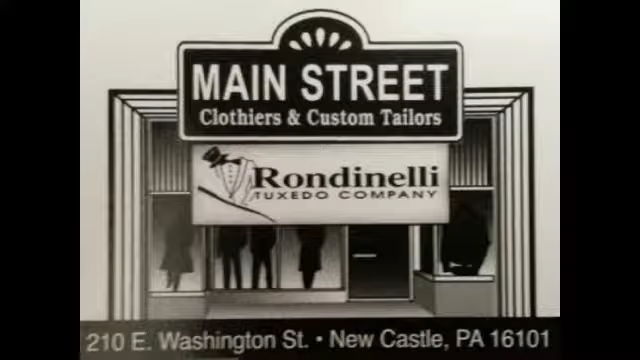 MAIN STREET
Clothiers & Custom Tailors
Rondinelli
TUXEDO COMPANY
210 E. Washington St. • New Castle, PA 16101